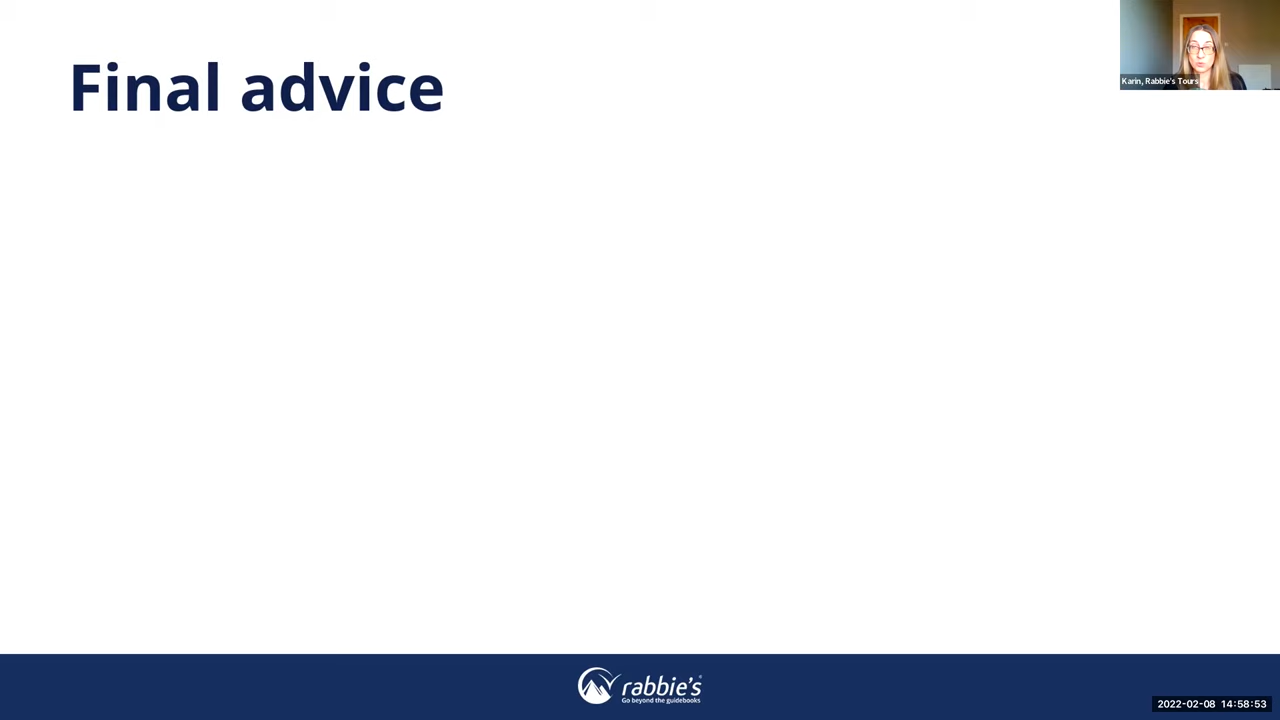 Final advice
Karin, Rabbie's Tours
rabbie's
Go beyond the guidebooks
2022-02-08 14:58:53